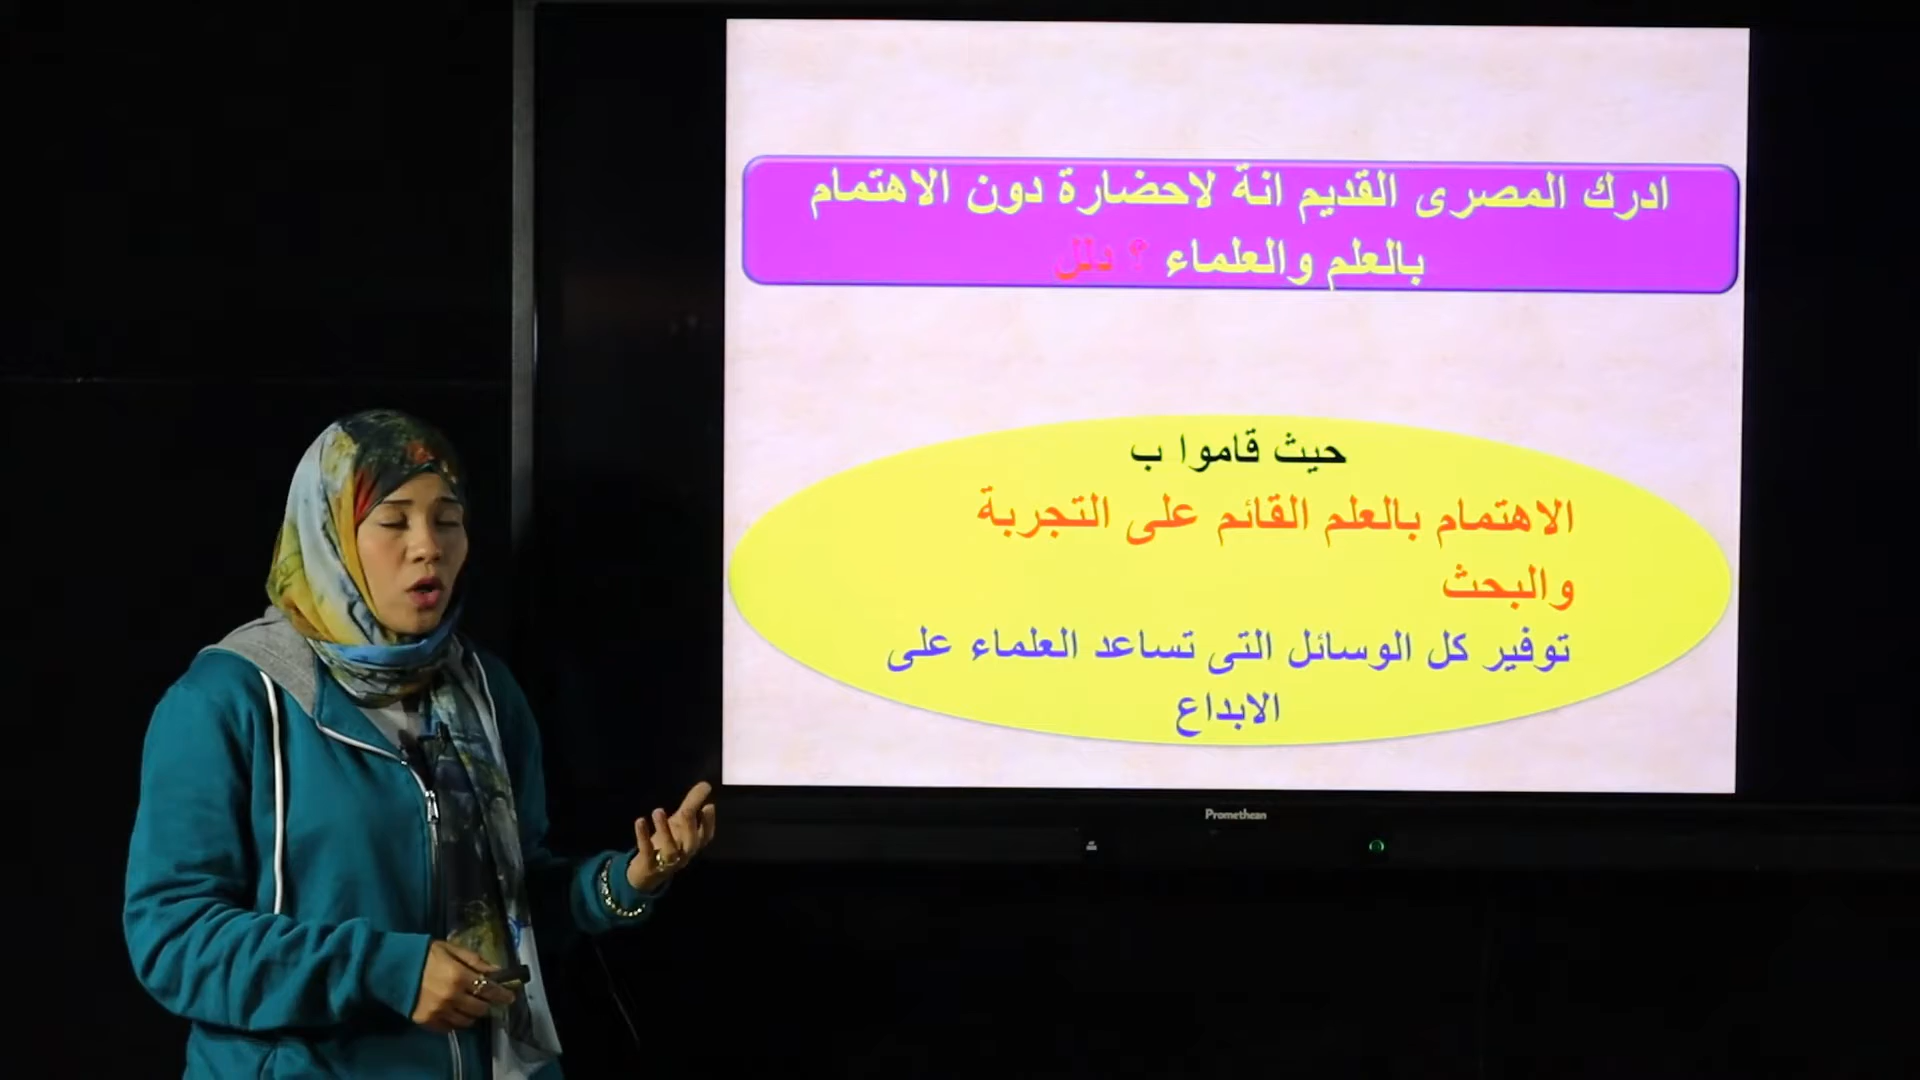 ادرك المصرى القديم انة لاحضارة دون الاهتمام
بالعلم والعلماء ؟ دلل
حيث قاموا ب
الاهتمام بالعلم القائم على التجربة
والبحث
توفير كل الوسائل التى تساعد العلماء على
الابداع
Promethean